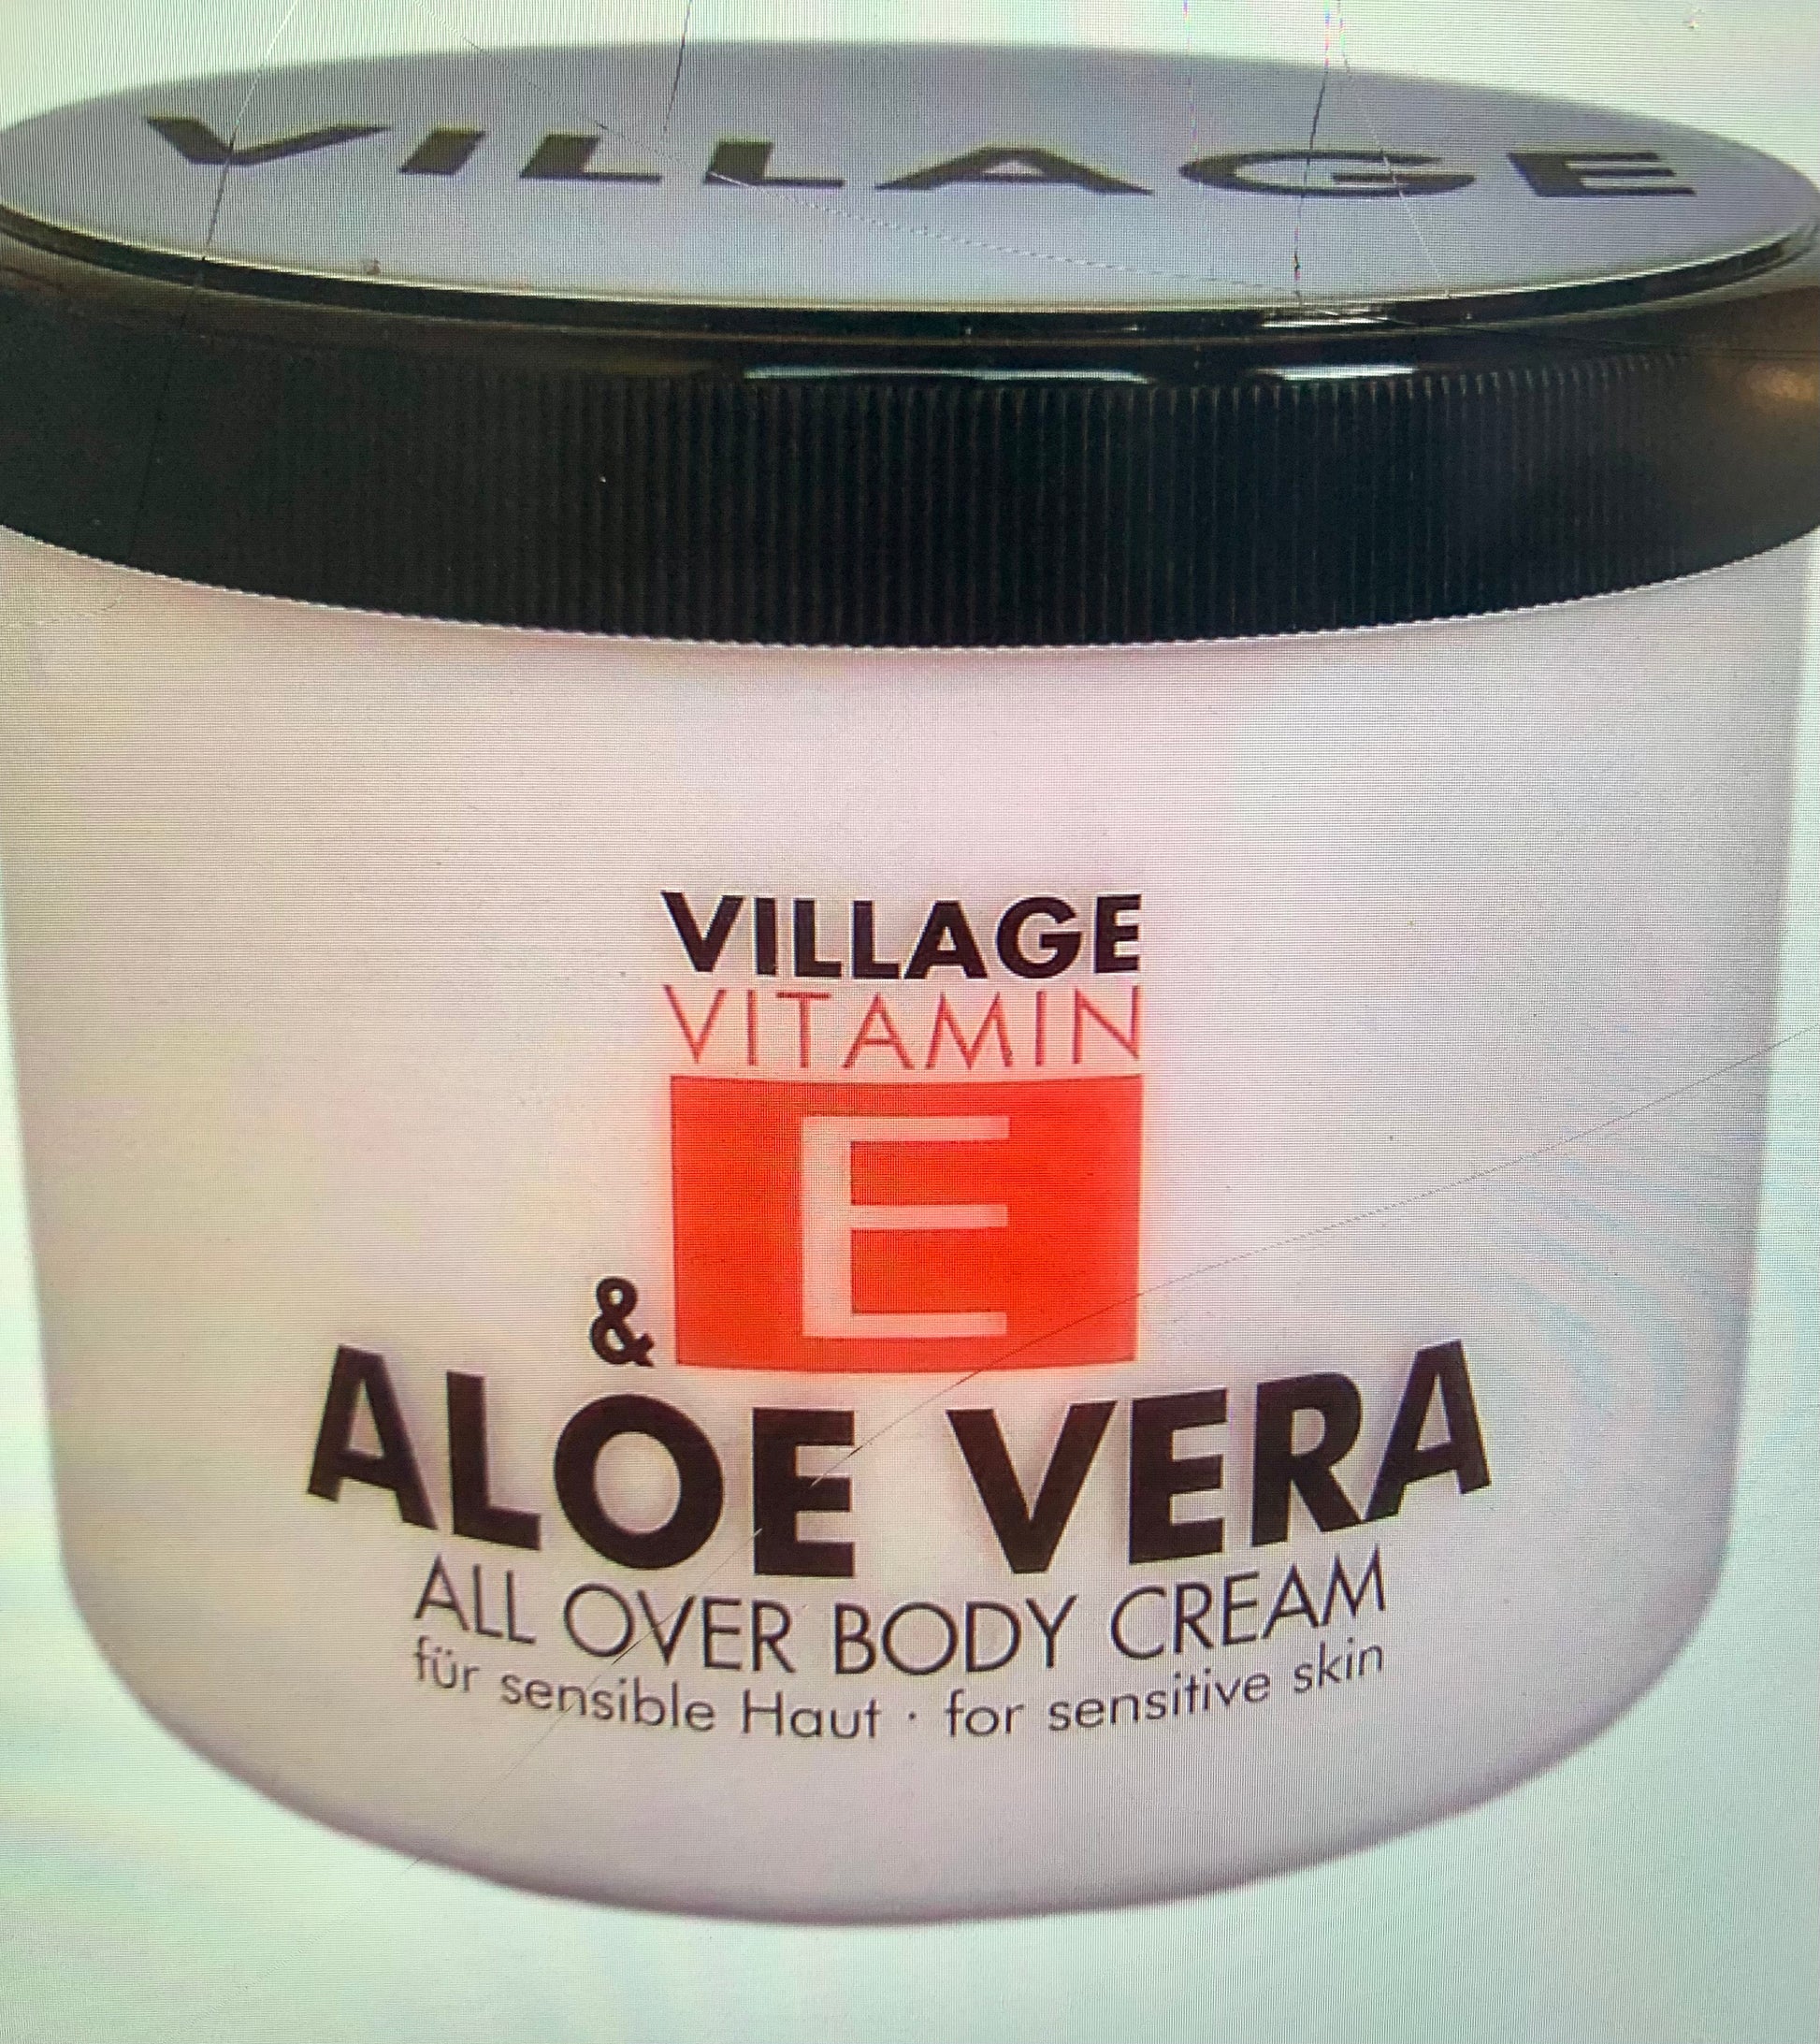 VILLAGE
VILLAGE
VITAMIN
E
&
ALOE VERA
ALL OVER BODY CREAM
für sensible Haut · for sensitive skin